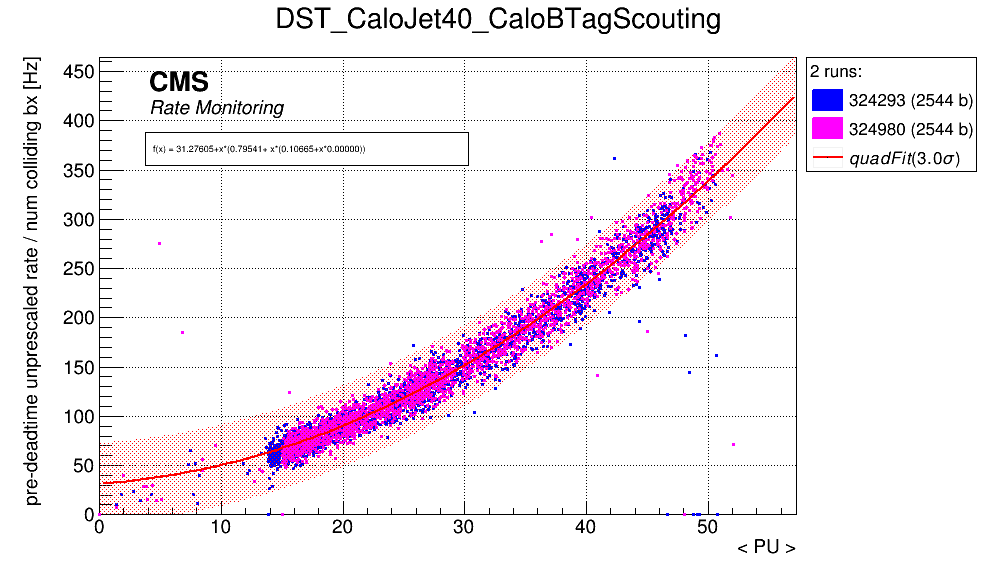 DST_CaloJet40_CaloBTagScouting
pre-deadtime unprescaled rate / num colliding bx [Hz]
450
400
350
300
250
200
150
100
50
0
CMS
Rate Monitoring
f(x) = 31.27605+x*(0.79541+ x*(0.10665+x*0.00000))
0 10 20 30 40 50
< PU >
2 runs:
324293 (2544 b)
324980 (2544 b)
quadFit(3.0σ)